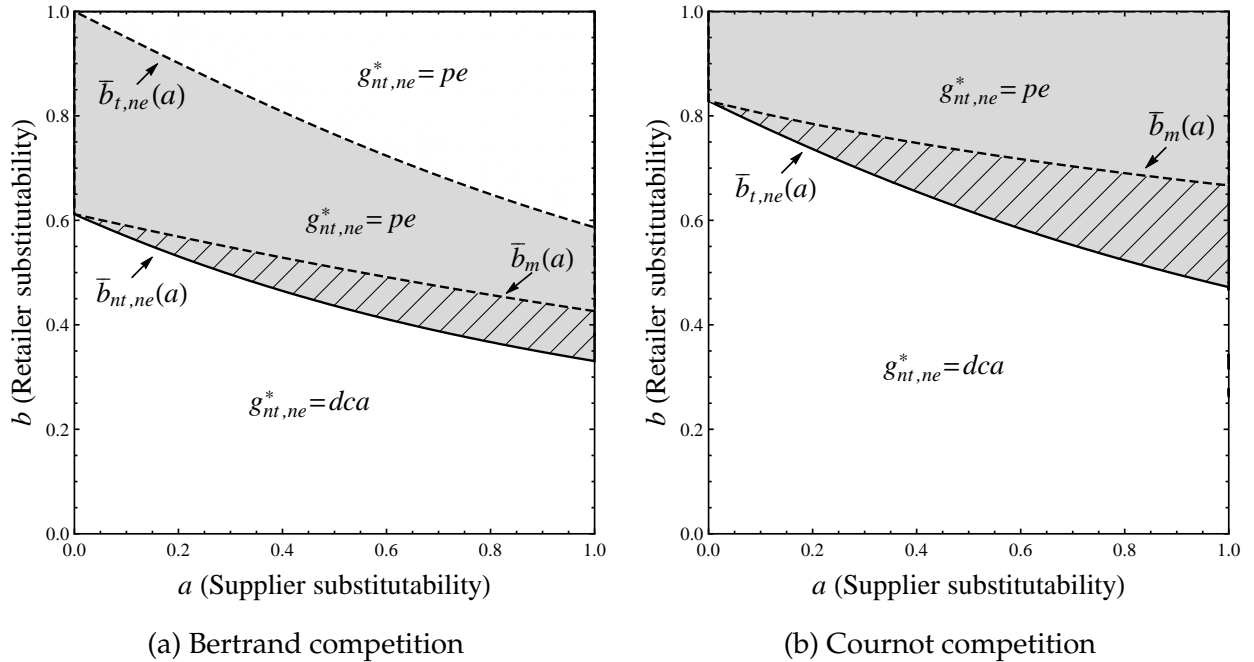 1.0
0.8
0.6
0.4
0.2
0.0
0.0 0.2 0.4 0.6 0.8 1.0
b (Retailer substitutability)
a (Supplier substitutability)
b̄t,ne(a)
g*nt,ne = pe
g*nt,ne = pe
b̄m(a)
b̄nt,ne(a)
g*nt,ne = dca
(a) Bertrand competition
1.0
0.8
0.6
0.4
0.2
0.0
0.0 0.2 0.4 0.6 0.8 1.0
b (Retailer substitutability)
a (Supplier substitutability)
g*nt,ne = pe
b̄m(a)
b̄t,ne(a)
g*nt,ne = dca
(b) Cournot competition